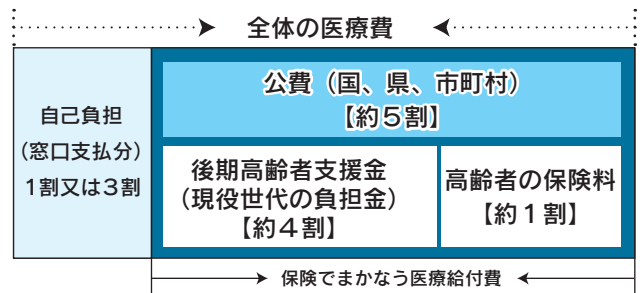 全体の医療費
自己負担
（窓口支払分）
1割又は3割
公費（国、県、市町村）
【約5割】
後期高齢者支援金
（現役世代の負担金）
【約4割】
高齢者の保険料
【約1割】
保険でまかなう医療給付費